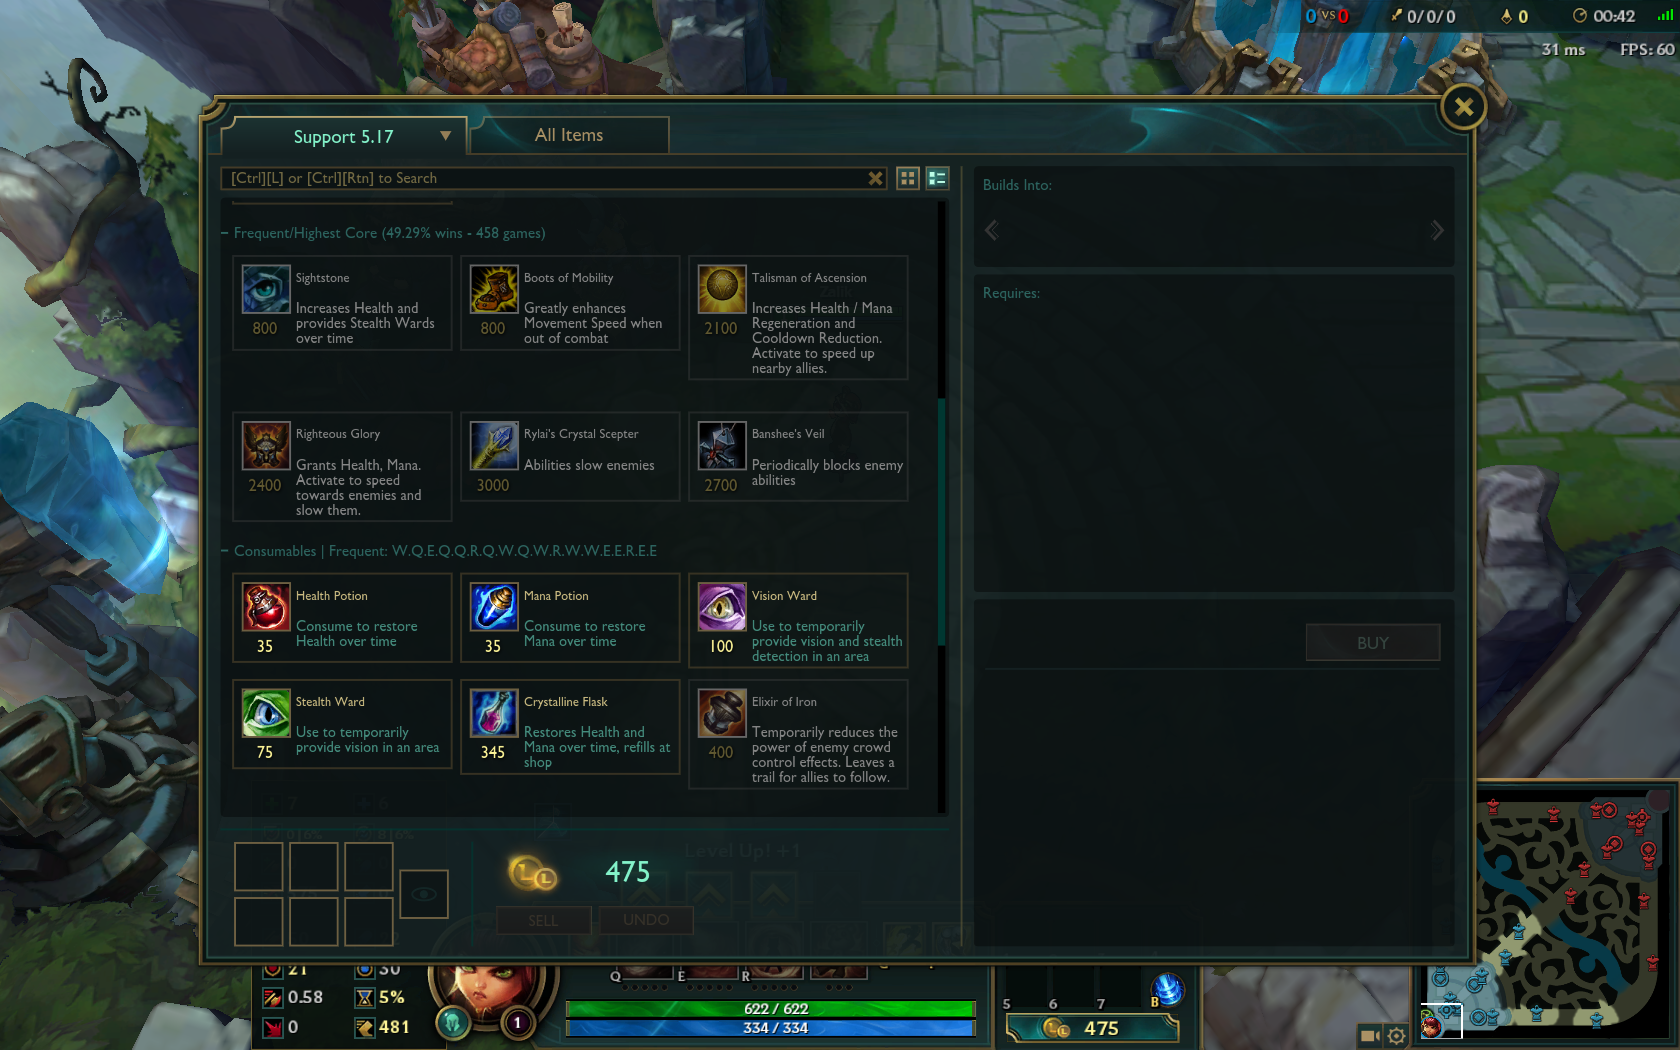 0 VS 0
0/0/0
0
00:42
31 ms
FPS: 60
Support 5.17
All Items
[Ctrl][L] or [Ctrl][Rtn] to Search
Frequent/Highest Core (49.29% wins - 458 games)
Sightstone
Increases Health and
provides Stealth Wards
over time
800
Boots of Mobility
Greatly enhances
Movement Speed when
out of combat
800
Talisman of Ascension
Increases Health / Mana
Regeneration and
Cooldown Reduction.
Activate to speed up
nearby allies.
2100
Righteous Glory
Grants Health, Mana.
Activate to speed
towards enemies and
slow them.
2400
Rylai's Crystal Scepter
Abilities slow enemies
3000
Banshee's Veil
Periodically blocks enemy
abilities
2700
Consumables | Frequent: W.Q.E.Q.Q.R.Q.W.Q.W.R.W.W.E.E.R.E.E
Health Potion
Consume to restore
Health over time
35
Mana Potion
Consume to restore
Mana over time
35
Vision Ward
Use to temporarily
provide vision and stealth
detection in an area
100
Stealth Ward
Use to temporarily
provide vision in an area
75
Crystalline Flask
Restores Health and
Mana over time, refills at
shop
345
Elixir of Iron
Temporarily reduces the
power of enemy crowd
control effects. Leaves a
trail for allies to follow.
400
Builds Into:
Requires:
BUY
Level Up! +1
475
SELL
UNDO
21
30
0.58
5%
0
481
1
Q
E
R
622 / 622
334 / 334
5
6
7
B
475